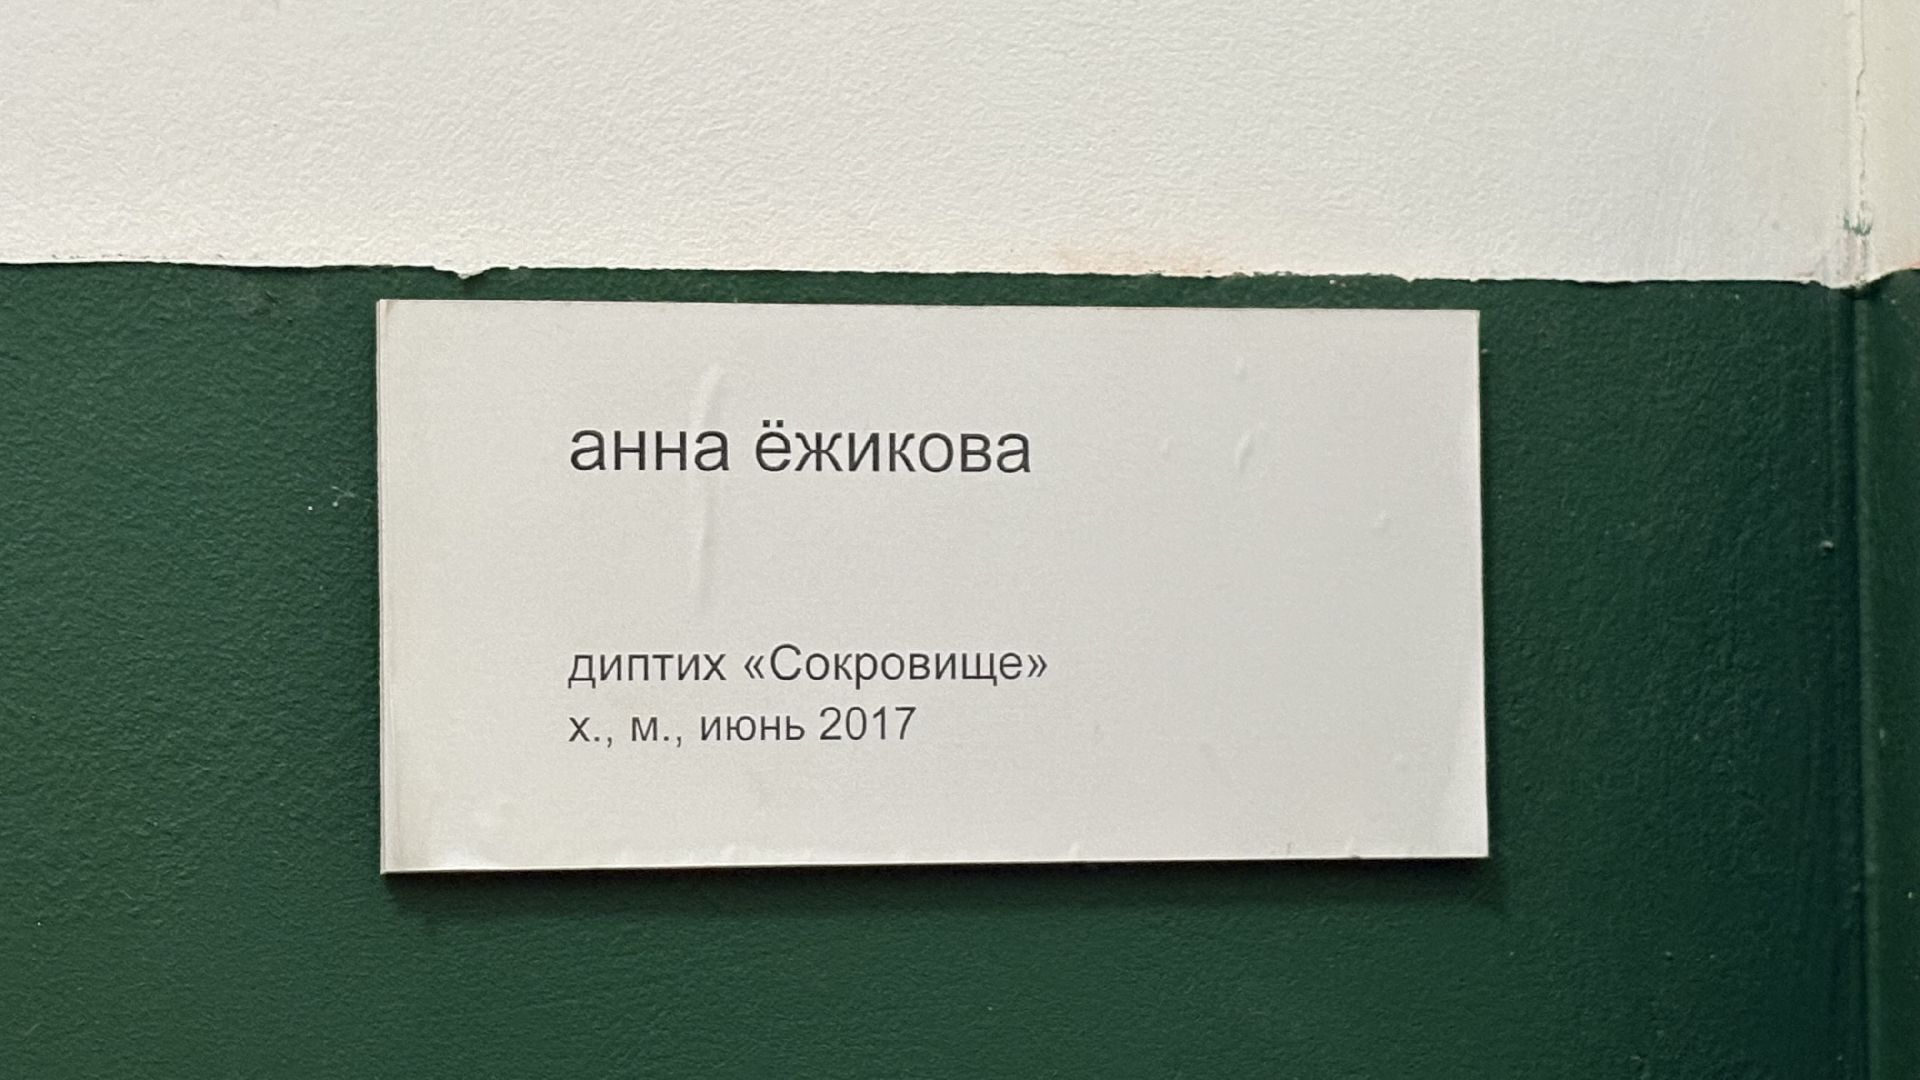 анна ёжикова
диптих «Сокровище»
х., м., июнь 2017